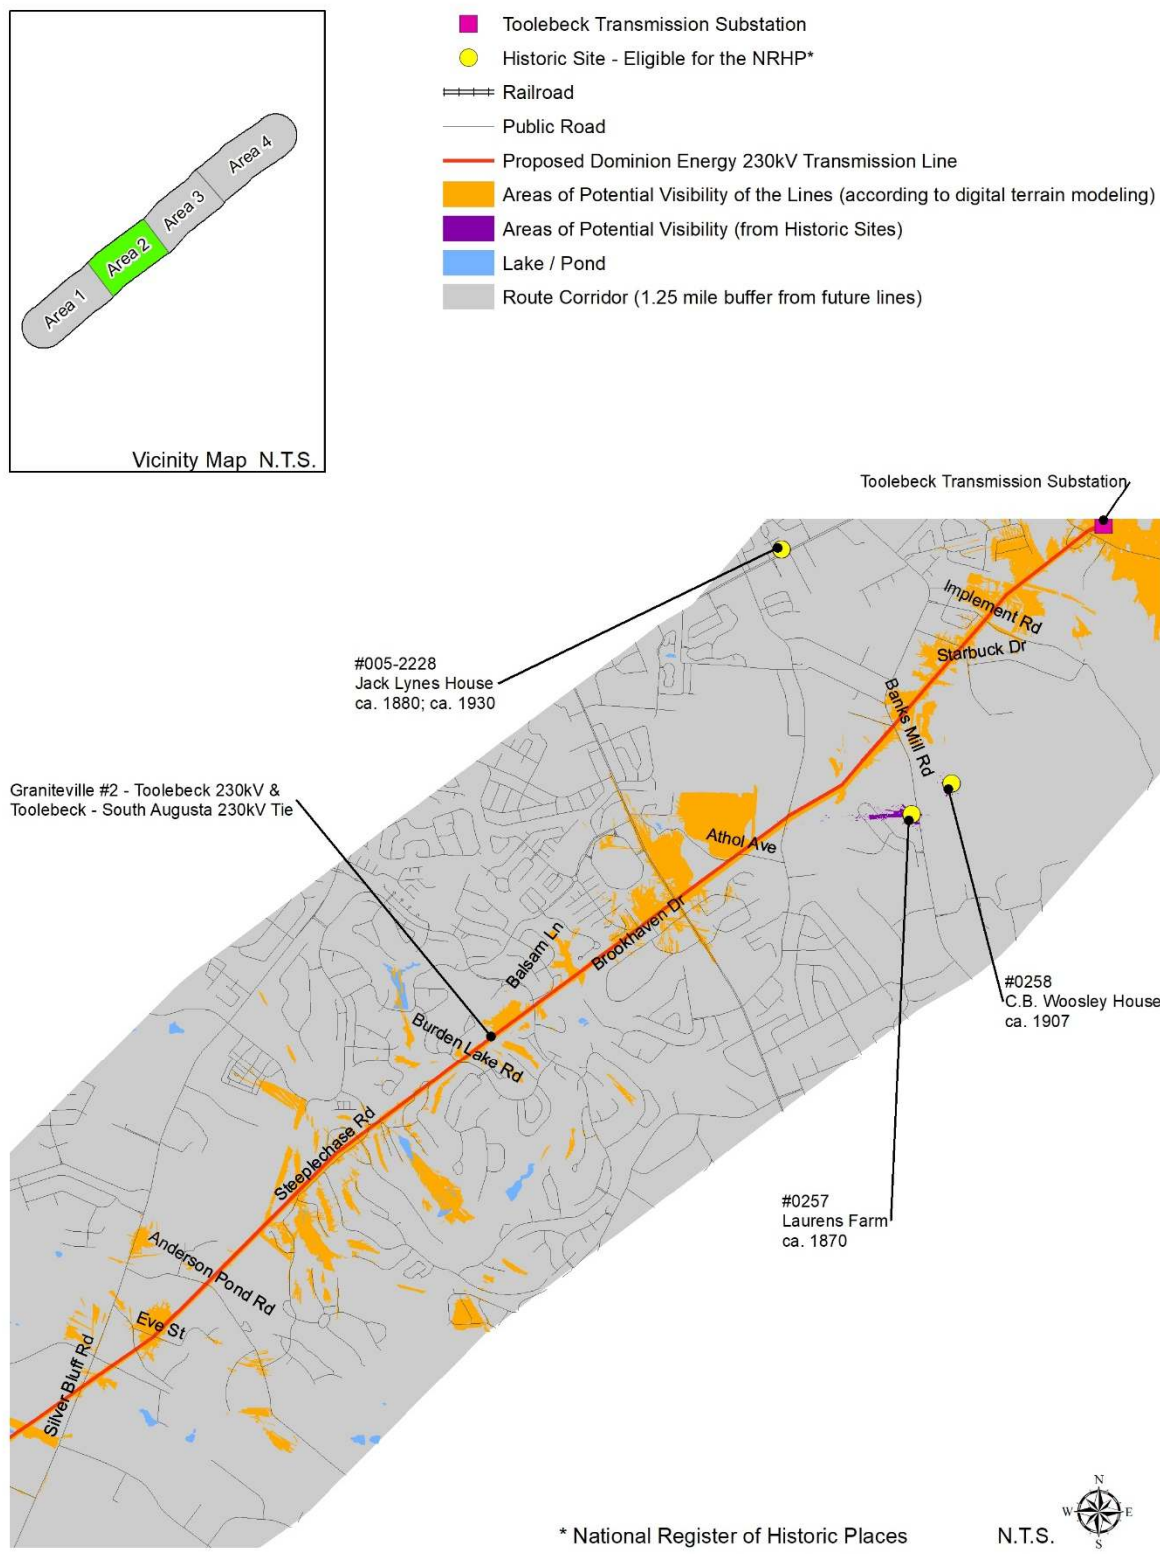 Toolebeck Transmission Substation
Historic Site - Eligible for the NRHP*
Railroad
Public Road
Proposed Dominion Energy 230kV Transmission Line
Areas of Potential Visibility of the Lines (according to digital terrain modeling)
Areas of Potential Visibility (from Historic Sites)
Lake / Pond
Route Corridor (1.25 mile buffer from future lines)
Area 4
Area 3
Area 2
Area 1
Vicinity Map N.T.S.
Toolebeck Transmission Substation
Implement Rd
Starbuck Dr
#005-2228
Jack Lynes House
ca. 1880; ca. 1930
Banks Mill Rd
Graniteville #2 - Toolebeck 230kV &
Toolebeck - South Augusta 230kV Tie
Athol Ave
Brookhaven Dr
Balsam Ln
#0258
C.B. Woosley House
ca. 1907
Burden Lake Rd
Steeplechase Rd
#0257
Laurens Farm
ca. 1870
Anderson Pond Rd
Eve St
Silver Bluff Rd
* National Register of Historic Places
N.T.S.
N
W
E
S